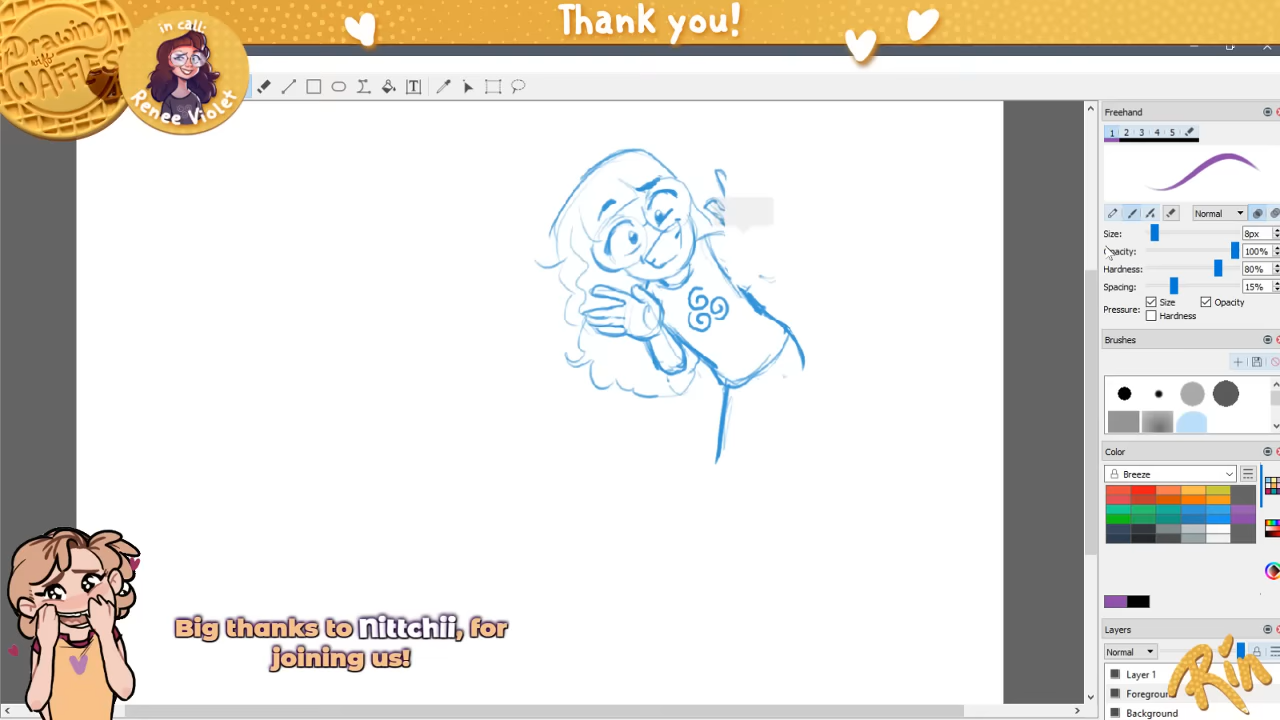 Thank you!
Drawing
with
WAFFLES
in call:
Renee Violet
T
Freehand
1 2 3 4 5
Normal
Size: 8px
Opacity: 100%
Hardness: 80%
Spacing: 15%
Pressure: Size Opacity
Hardness
Brushes
Color
Breeze
Layers
Normal
Layer 1
Foregroun
Background
Big thanks to Nittchii, for
joining us!
Rin